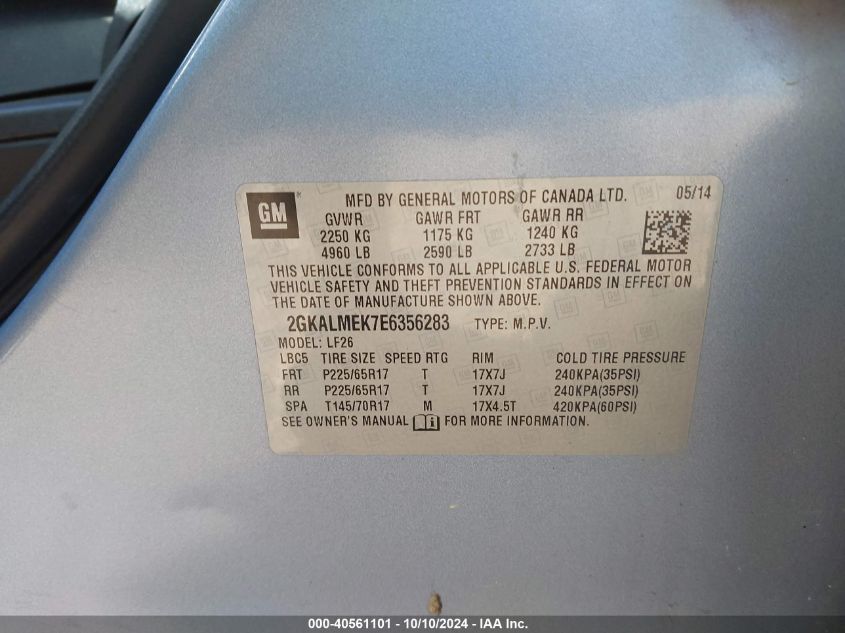 GM
MFD BY GENERAL MOTORS OF CANADA LTD. 05/14
GVWR GAWR FRT GAWR RR
2250 KG 1175 KG 1240 KG
4960 LB 2590 LB 2733 LB
THIS VEHICLE CONFORMS TO ALL APPLICABLE U.S. FEDERAL MOTOR
VEHICLE SAFETY AND THEFT PREVENTION STANDARDS IN EFFECT ON
THE DATE OF MANUFACTURE SHOWN ABOVE.
2GKALMEK7E6356283 TYPE: M.P.V.
MODEL: LF26
LBC5 TIRE SIZE SPEED RTG RIM COLD TIRE PRESSURE
FRT P225/65R17 T 17X7J 240KPA(35PSI)
RR P225/65R17 T 17X7J 240KPA(35PSI)
SPA T145/70R17 M 17X4.5T 420KPA(60PSI)
SEE OWNER'S MANUAL i FOR MORE INFORMATION.
000-40561101 - 10/10/2024 - IAA Inc.